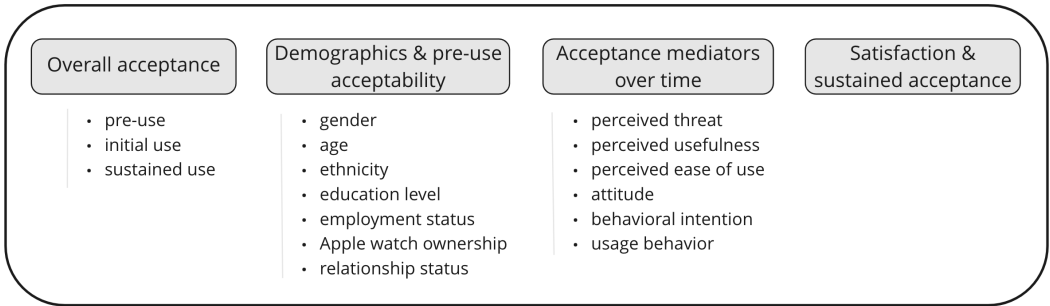 Overall acceptance
• pre-use
• initial use
• sustained use
Demographics & pre-use
acceptability
• gender
• age
• ethnicity
• education level
• employment status
• Apple watch ownership
• relationship status
Acceptance mediators
over time
• perceived threat
• perceived usefulness
• perceived ease of use
• attitude
• behavioral intention
• usage behavior
Satisfaction &
sustained acceptance